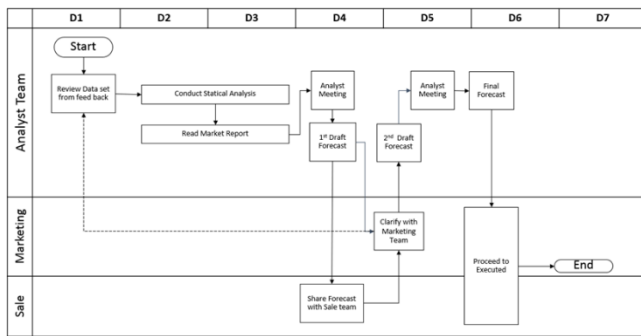 D1 D2 D3 D4 D5 D6 D7
Analyst Team
Start
Review Data set
from feed back
Conduct Statical Analysis
Read Market Report
Analyst
Meeting
1st Draft
Forecast
2nd Draft
Forecast
Analyst
Meeting
Final
Forecast
Marketing
Clarify with
Marketing
Team
Proceed to
Executed
End
Sale
Share Forecast
with Sale team